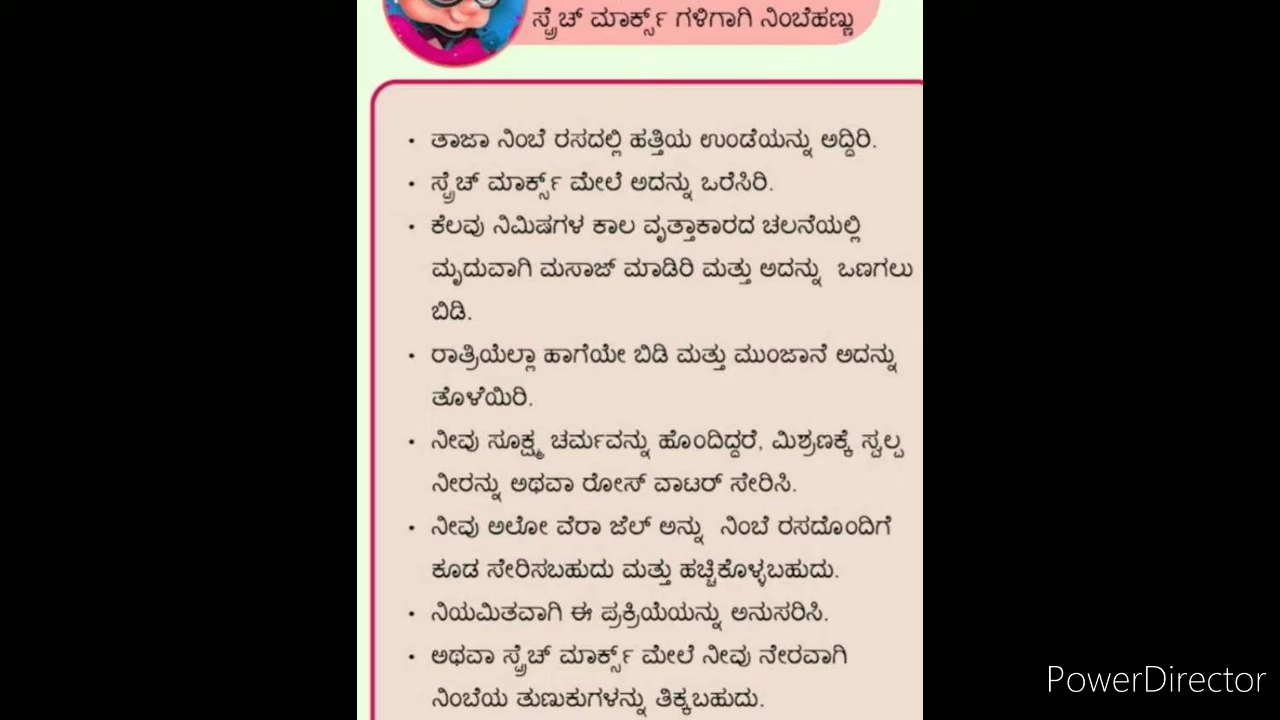 ಸ್ಟ್ರೆಚ್ ಮಾರ್ಕ್ಸ್ ಗಳಿಗಾಗಿ ನಿಂಬೆಹಣ್ಣು
• ತಾಜಾ ನಿಂಬೆ ರಸದಲ್ಲಿ ಹತ್ತಿಯ ಉಂಡೆಯನ್ನು ಅದ್ದಿರಿ.
• ಸ್ಟ್ರೆಚ್ ಮಾರ್ಕ್ಸ್ ಮೇಲೆ ಅದನ್ನು ಒರೆಸಿರಿ.
• ಕೆಲವು ನಿಮಿಷಗಳ ಕಾಲ ವೃತ್ತಾಕಾರದ ಚಲನೆಯಲ್ಲಿ
ಮೃದುವಾಗಿ ಮಸಾಜ್ ಮಾಡಿರಿ ಮತ್ತು ಅದನ್ನು ಒಣಗಲು
ಬಿಡಿ.
• ರಾತ್ರಿಯೆಲ್ಲಾ ಹಾಗೆಯೇ ಬಿಡಿ ಮತ್ತು ಮುಂಜಾನೆ ಅದನ್ನು
ತೊಳೆಯಿರಿ.
• ನೀವು ಸೂಕ್ಷ್ಮ ಚರ್ಮವನ್ನು ಹೊಂದಿದ್ದರೆ, ಮಿಶ್ರಣಕ್ಕೆ ಸ್ವಲ್ಪ
ನೀರನ್ನು ಅಥವಾ ರೋಸ್ ವಾಟರ್ ಸೇರಿಸಿ.
• ನೀವು ಅಲೋ ವೆರಾ ಜೆಲ್ ಅನ್ನು ನಿಂಬೆ ರಸದೊಂದಿಗೆ
ಕೂಡ ಸೇರಿಸಬಹುದು ಮತ್ತು ಹಚ್ಚಿಕೊಳ್ಳಬಹುದು.
• ನಿಯಮಿತವಾಗಿ ಈ ಪ್ರಕ್ರಿಯೆಯನ್ನು ಅನುಸರಿಸಿ.
• ಅಥವಾ ಸ್ಟ್ರೆಚ್ ಮಾರ್ಕ್ಸ್ ಮೇಲೆ ನೀವು ನೇರವಾಗಿ
ನಿಂಬೆಯ ತುಣುಕುಗಳನ್ನು ತಿಕ್ಕಬಹುದು.
PowerDirector